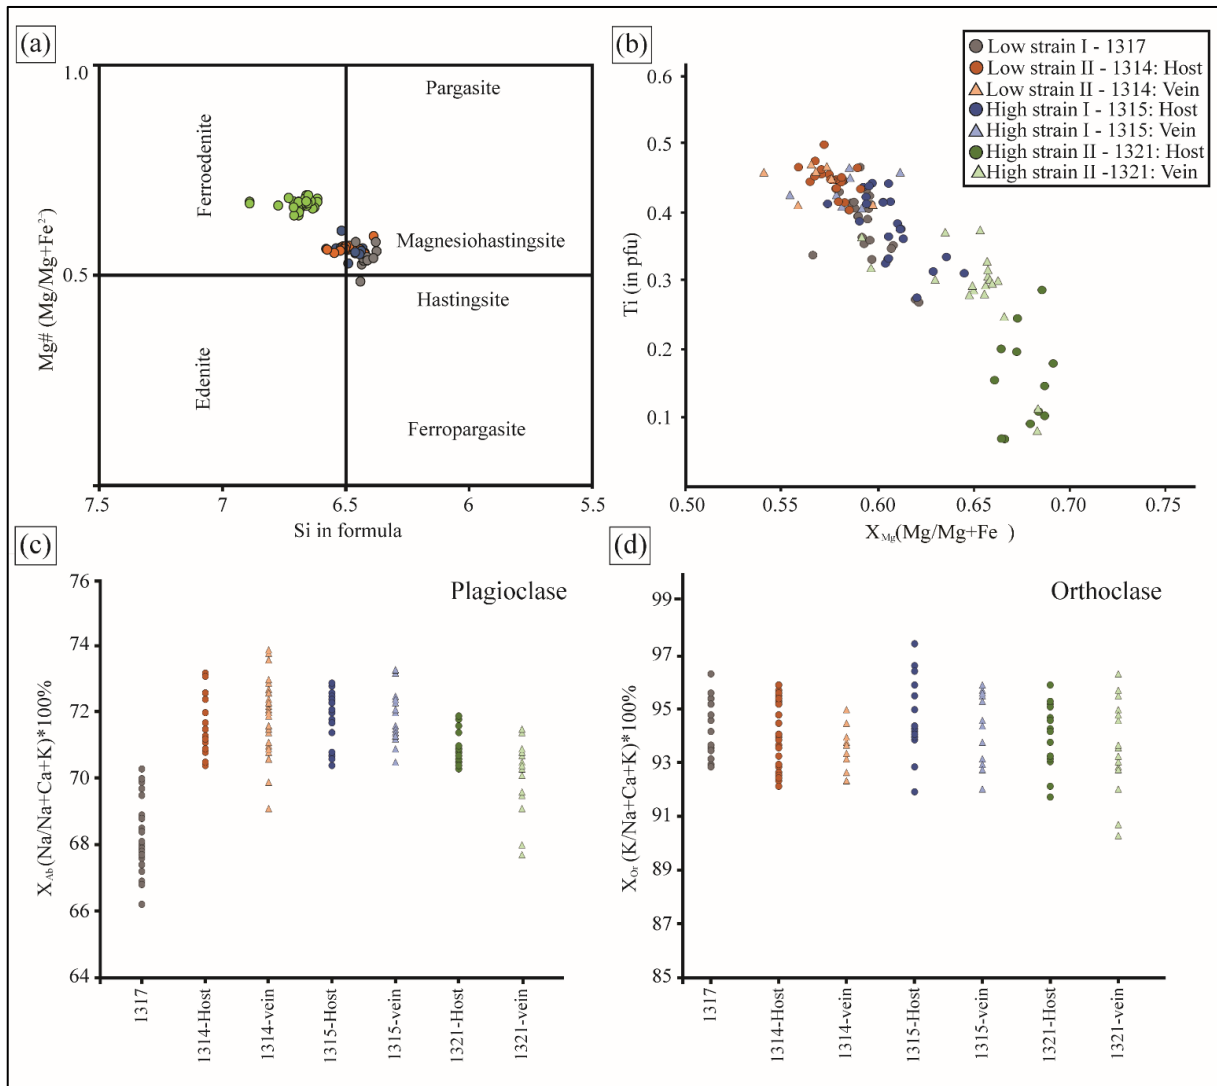 (a)
1.0
0.5
Mg# (Mg/Mg+Fe²⁺)
Ferroedenite
Edenite
Pargasite
Magnesiohastingsite
Hastingsite
Ferropargasite
7.5
7
6.5
6
5.5
Si in formula
(b)
Low strain I - 1317
Low strain II - 1314: Host
Low strain II - 1314: Vein
High strain I - 1315: Host
High strain I - 1315: Vein
High strain II - 1321: Host
High strain II -1321: Vein
0.6
0.5
0.4
0.3
0.2
0.1
Ti (in pfu)
0.50
0.55
0.60
0.65
0.70
0.75
X Mg (Mg/Mg+Fe )
(c)
Plagioclase
76
74
72
70
68
66
64
X Ab (Na/Na+Ca+K)*100%
1317
1314-Host
1314-vein
1315-Host
1315-vein
1321-Host
1321-vein
(d)
Orthoclase
99
97
95
93
91
89
87
85
X Or (K/Na+Ca+K)*100%
1317
1314-Host
1314-vein
1315-Host
1315-vein
1321-Host
1321-vein